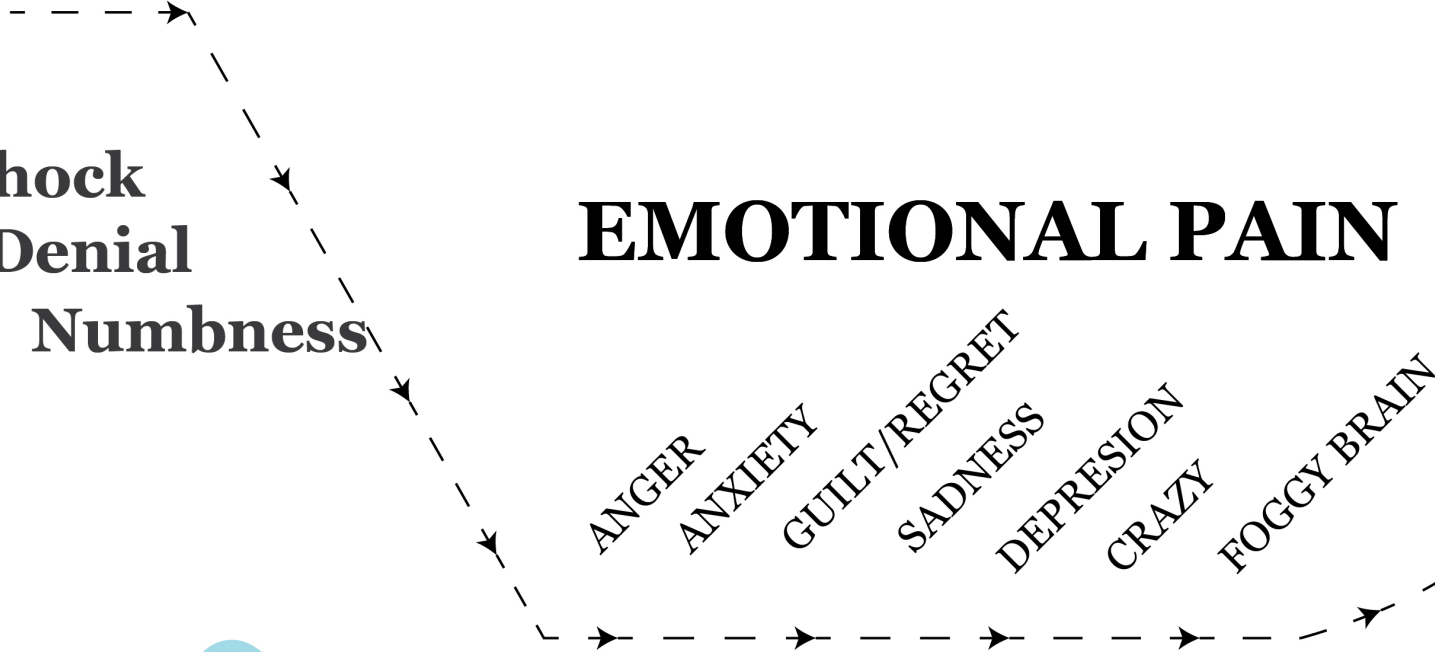 hock
Denial
Numbness
EMOTIONAL PAIN
ANGER
ANXIETY
GUILT/REGRET
SADNESS
DEPRESION
CRAZY
FOGGY BRAIN